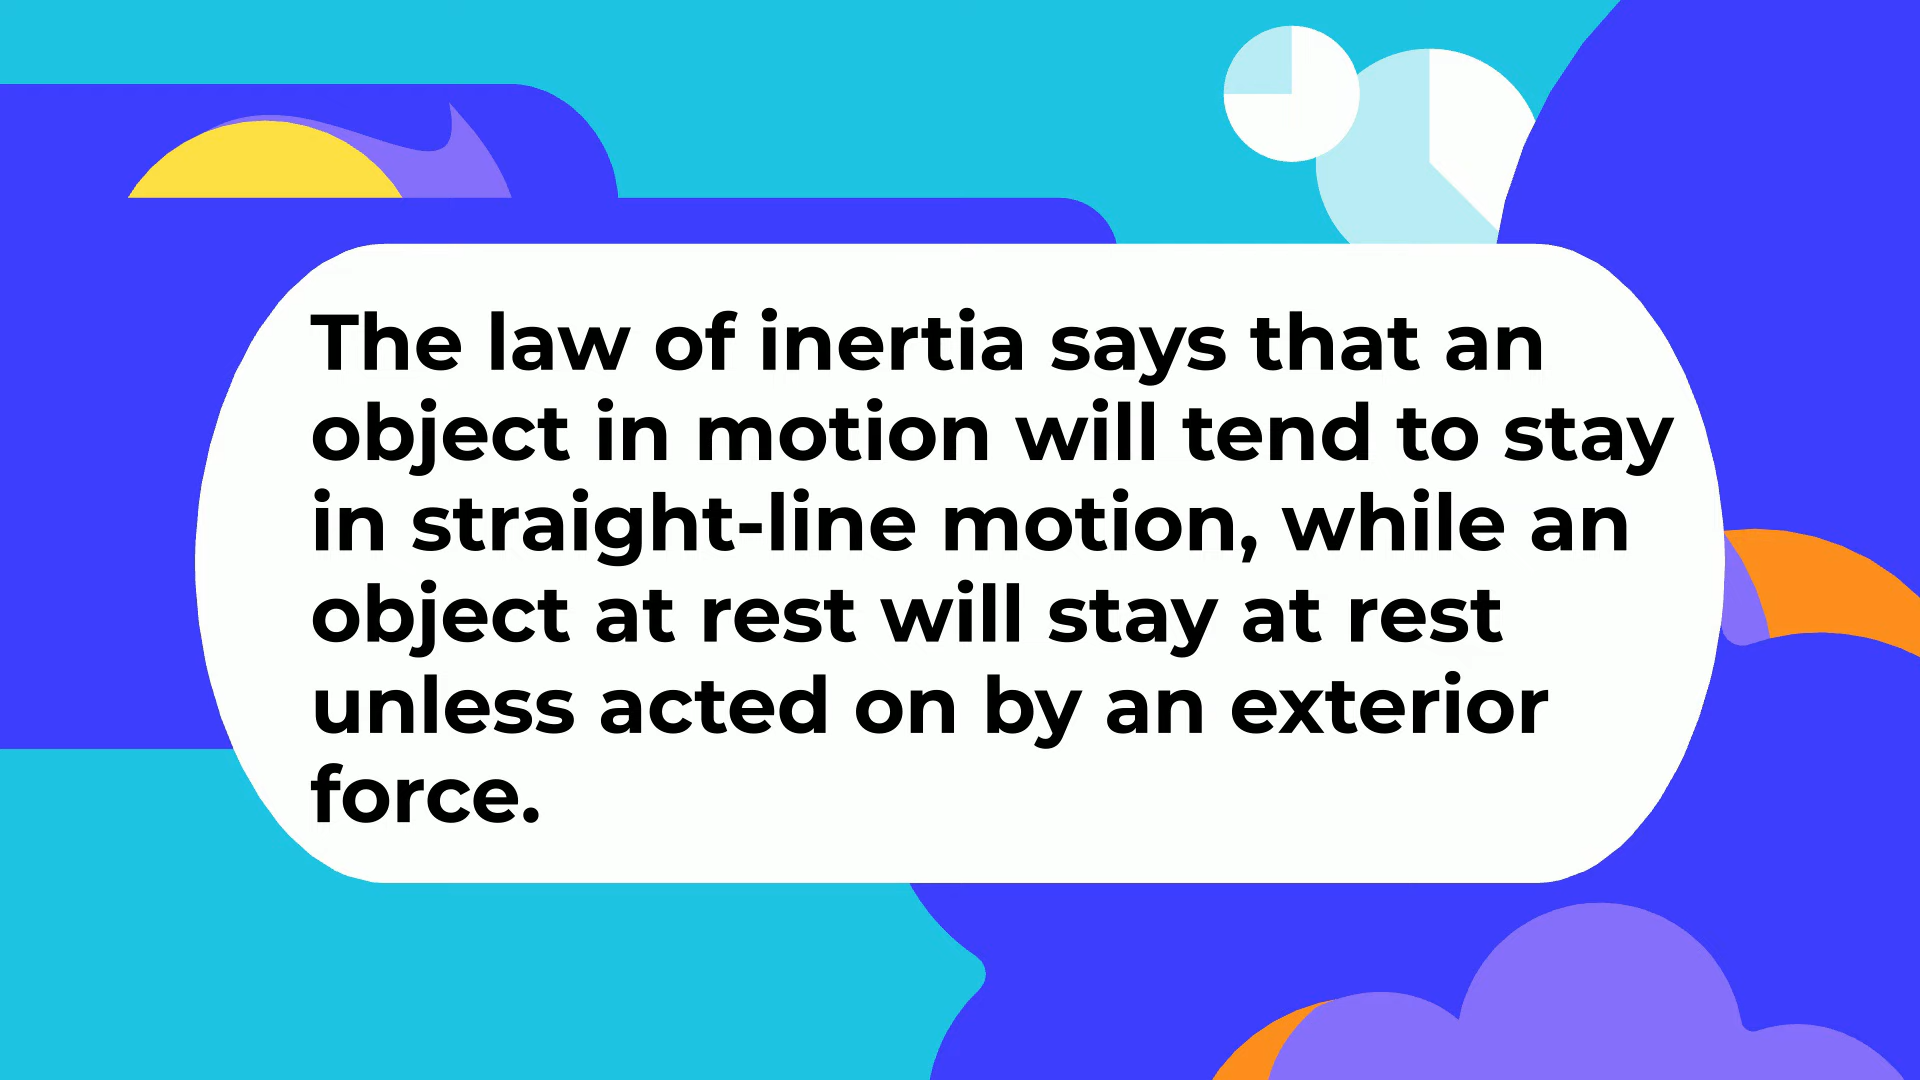 The law of inertia says that an
object in motion will tend to stay
in straight-line motion, while an
object at rest will stay at rest
unless acted on by an exterior
force.